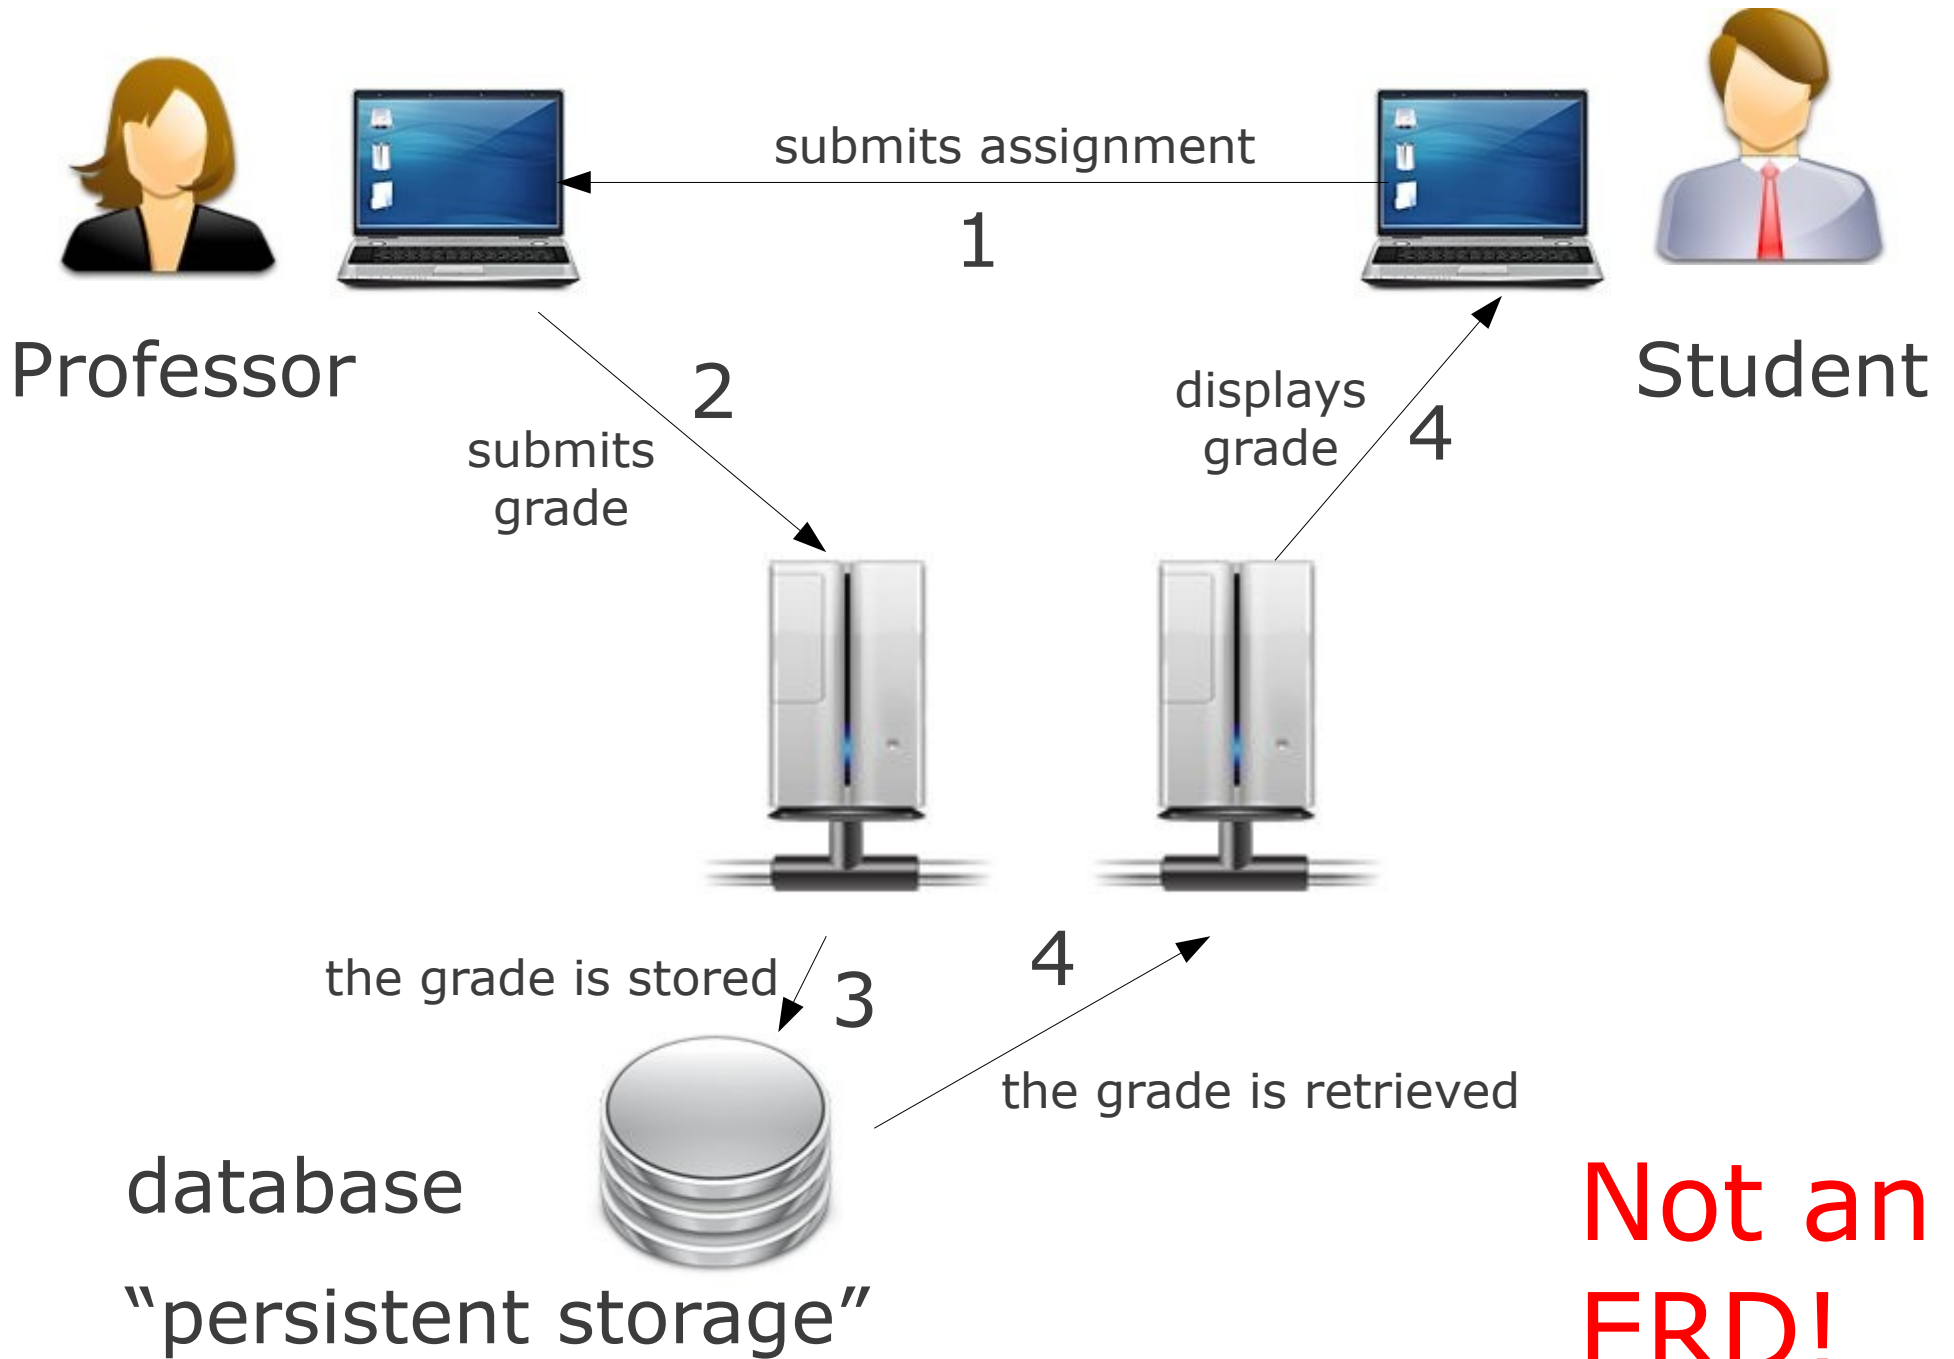 submits assignment
1
Professor
Student
2
submits
grade
displays
grade
4
the grade is stored
3
4
the grade is retrieved
database
“persistent storage”
Not an
ERD!